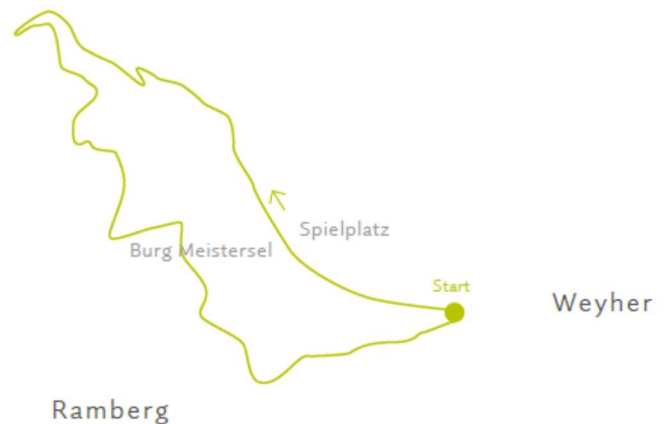 Spielplatz
Burg Meistersel
Start
Weyher
Ramberg